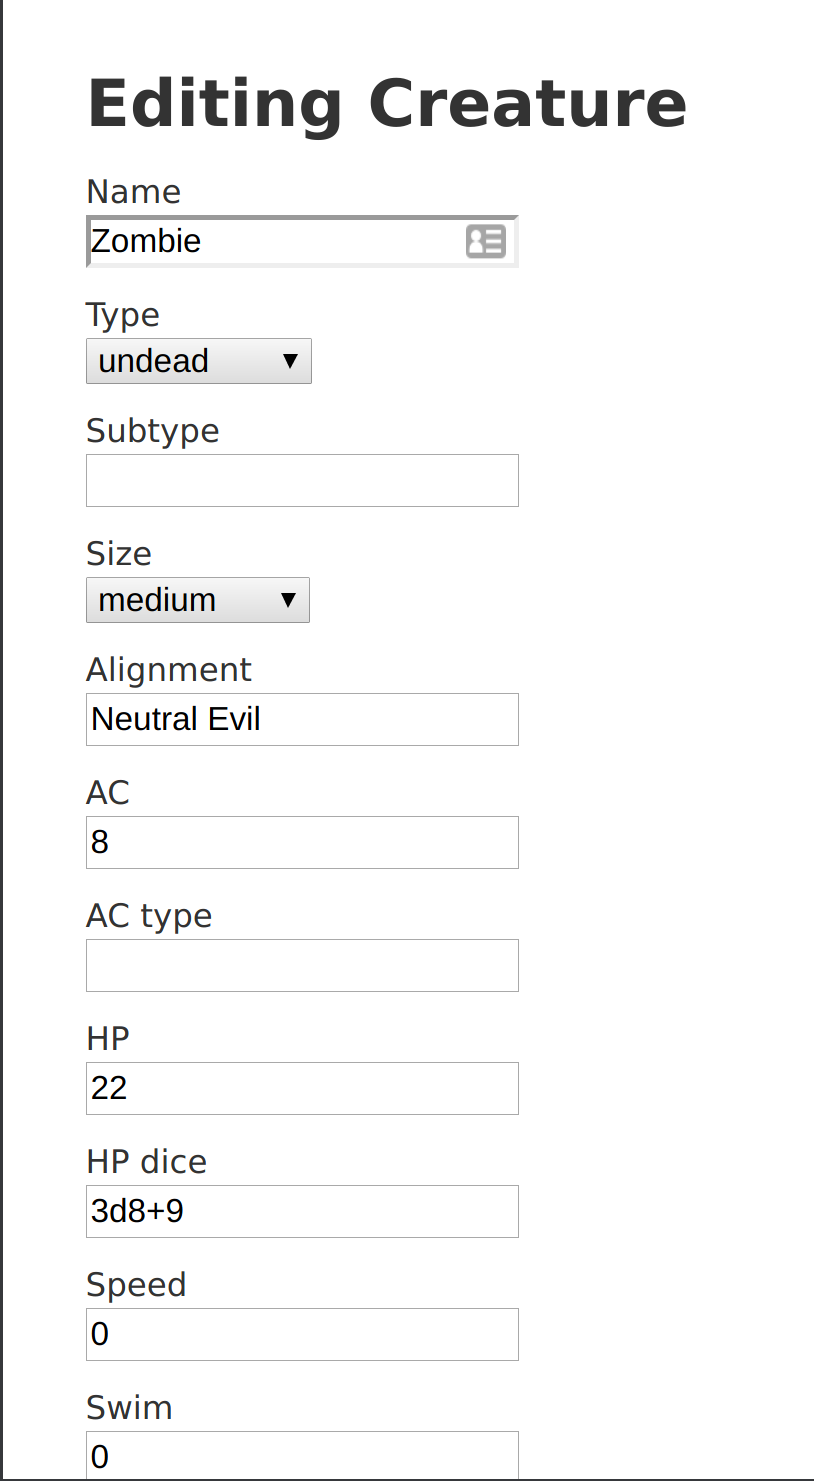 Editing Creature
Name
Zombie
Type
undead
Subtype
Size
medium
Alignment
Neutral Evil
AC
8
AC type
HP
22
HP dice
3d8+9
Speed
0
Swim
0